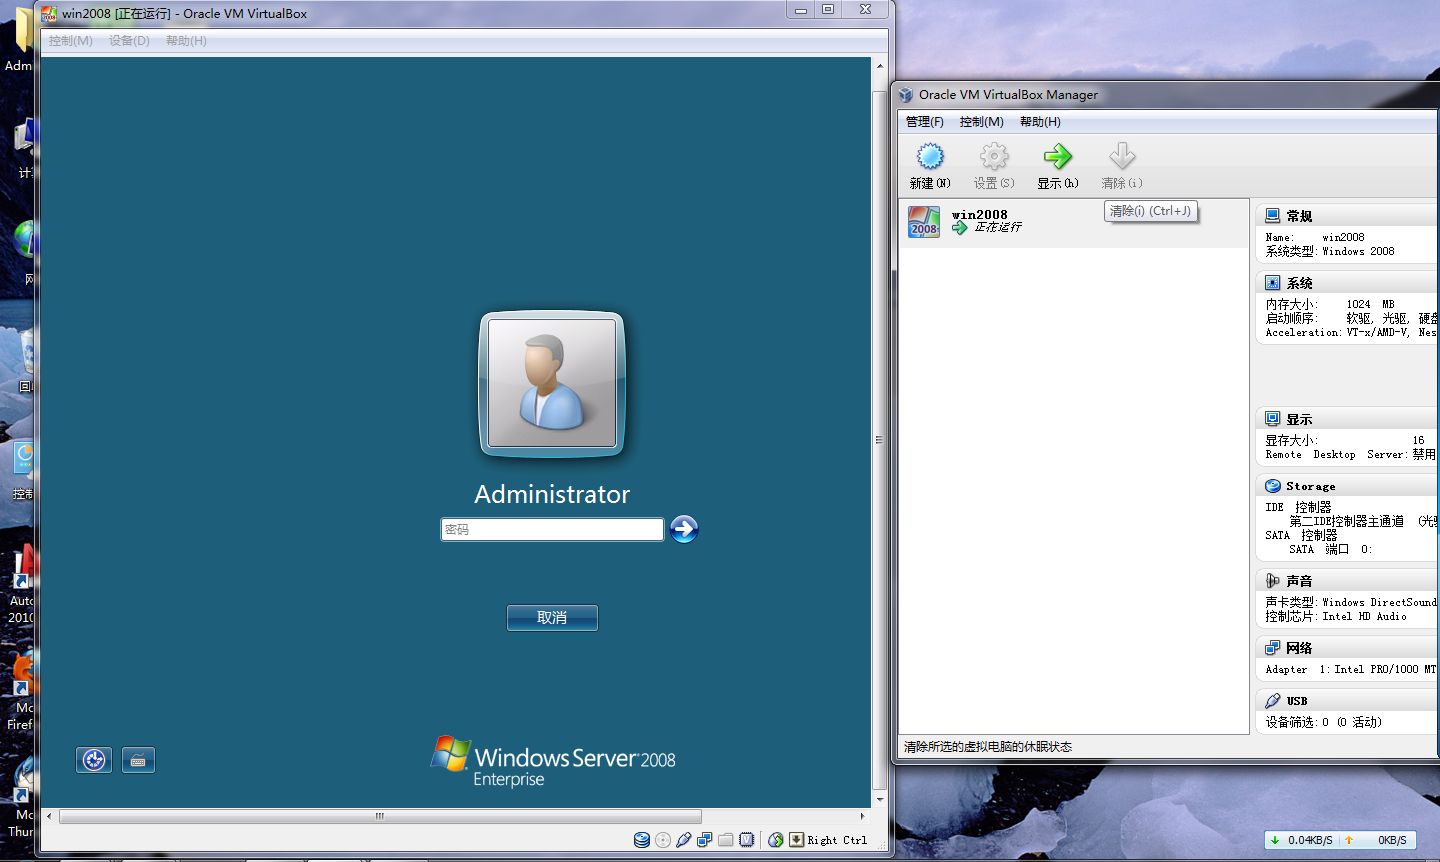 win2008 [正在运行] - Oracle VM VirtualBox
控制(M) 设备(D) 帮助(H)
Adm
计
网
回
控制
Auto
2010
Mo
Firef
Mo
Thun
Administrator
密码
取消
Windows Server 2008
Enterprise
Right Ctrl
Oracle VM VirtualBox Manager
管理(F) 控制(M) 帮助(H)
新建(N) 设置(S) 显示(h) 清除(i)
清除(i) (Ctrl+J)
2008
win2008
正在运行
常规
Name: win2008
系统类型: Windows 2008
系统
内存大小: 1024 MB
启动顺序: 软驱, 光驱, 硬盘
Acceleration: VT-x/AMD-V, Nes
显示
显存大小: 16
Remote Desktop Server: 禁用
Storage
IDE 控制器
第二IDE控制器主通道 (光驱
SATA 控制器
SATA 端口 0:
声音
声卡类型: Windows DirectSound
控制芯片: Intel HD Audio
网络
Adapter 1: Intel PRO/1000 MT
USB
设备筛选: 0 (0 活动)
清除所选的虚拟电脑的休眠状态
0.04KB/S 0KB/S